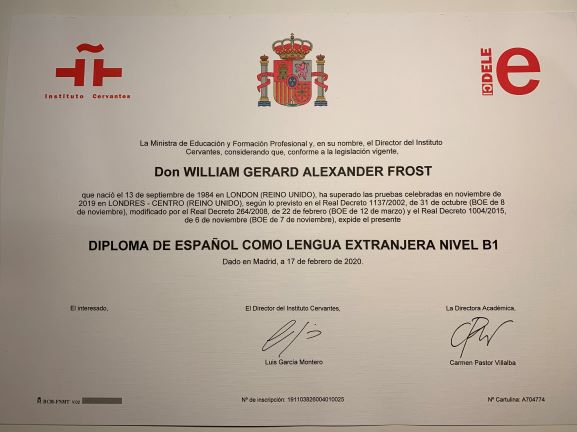 Instituto Cervantes
DELE
e
La Ministra de Educación y Formación Profesional y, en su nombre, el Director del Instituto
Cervantes, considerando que, conforme a la legislación vigente,
Don WILLIAM GERARD ALEXANDER FROST
que nació el 13 de septiembre de 1984 en LONDON (REINO UNIDO), ha superado las pruebas celebradas en noviembre de
2019 en LONDRES - CENTRO (REINO UNIDO), según lo previsto en el Real Decreto 1137/2002, de 31 de octubre (BOE de 8
de noviembre), modificado por el Real Decreto 264/2008, de 22 de febrero (BOE de 12 de marzo) y el Real Decreto 1004/2015,
de 6 de noviembre (BOE de 7 de noviembre), expide el presente
DIPLOMA DE ESPAÑOL COMO LENGUA EXTRANJERA NIVEL B1
Dado en Madrid, a 17 de febrero de 2020.
El interesado,
El Director del Instituto Cervantes,
La Directora Académica,
Luis García Montero
Carmen Pastor Villalba
RCM-FNMT V.02
Nº de inscripción: 191103826004010025
Nº Cartulina: A704774